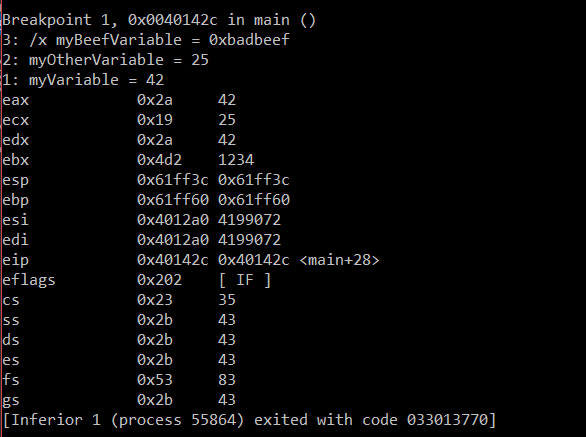 Breakpoint 1, 0x0040142c in main ()
3: /x myBeefVariable = 0xbadbeef
2: myOtherVariable = 25
1: myVariable = 42
eax 0x2a 42
ecx 0x19 25
edx 0x2a 42
ebx 0x4d2 1234
esp 0x61ff3c 0x61ff3c
ebp 0x61ff60 0x61ff60
esi 0x4012a0 4199072
edi 0x4012a0 4199072
eip 0x40142c 0x40142c <main+28>
eflags 0x202 [ IF ]
cs 0x23 35
ss 0x2b 43
ds 0x2b 43
es 0x2b 43
fs 0x53 83
gs 0x2b 43
[Inferior 1 (process 55864) exited with code 033013770]